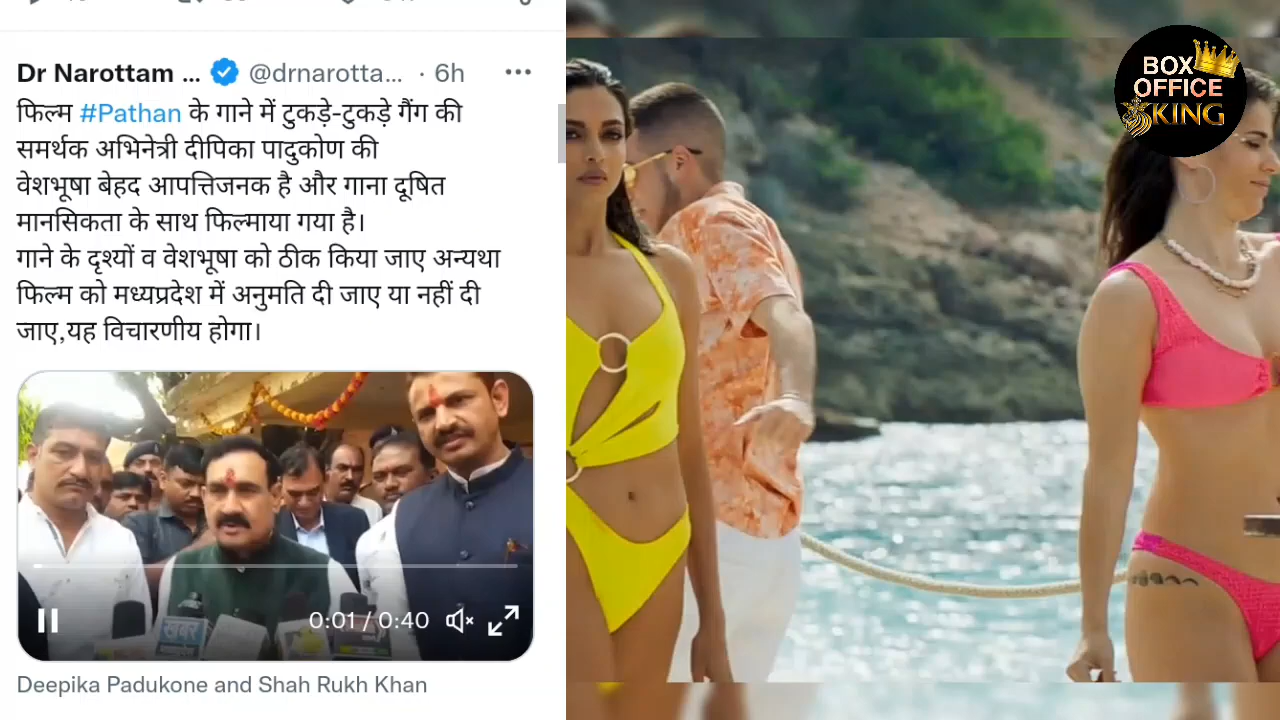 Dr Narottam ... @drnarotta... · 6h
फिल्म #Pathan के गाने में टुकड़े-टुकड़े गैंग की
समर्थक अभिनेत्री दीपिका पादुकोण की
वेशभूषा बेहद आपत्तिजनक है और गाना दूषित
मानसिकता के साथ फिल्माया गया है।
गाने के दृश्यों व वेशभूषा को ठीक किया जाए अन्यथा
फिल्म को मध्यप्रदेश में अनुमति दी जाए या नहीं दी
जाए,यह विचारणीय होगा।
खबर
0:01 / 0:40
Deepika Padukone and Shah Rukh Khan
BOX
OFFICE
KING